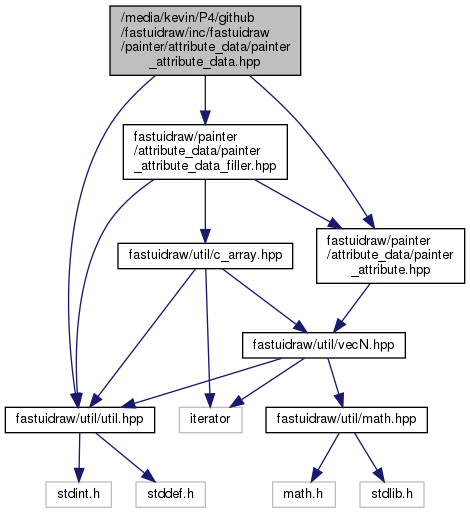 /media/kevin/P4/github
/fastuidraw/inc/fastuidraw
/painter/attribute_data/painter
_attribute_data.hpp
fastuidraw/painter
/attribute_data/painter
_attribute_data_filler.hpp
fastuidraw/util/c_array.hpp
fastuidraw/painter
/attribute_data/painter
_attribute.hpp
fastuidraw/util/vecN.hpp
fastuidraw/util/util.hpp
iterator
fastuidraw/util/math.hpp
stdint.h
stddef.h
math.h
stdlib.h